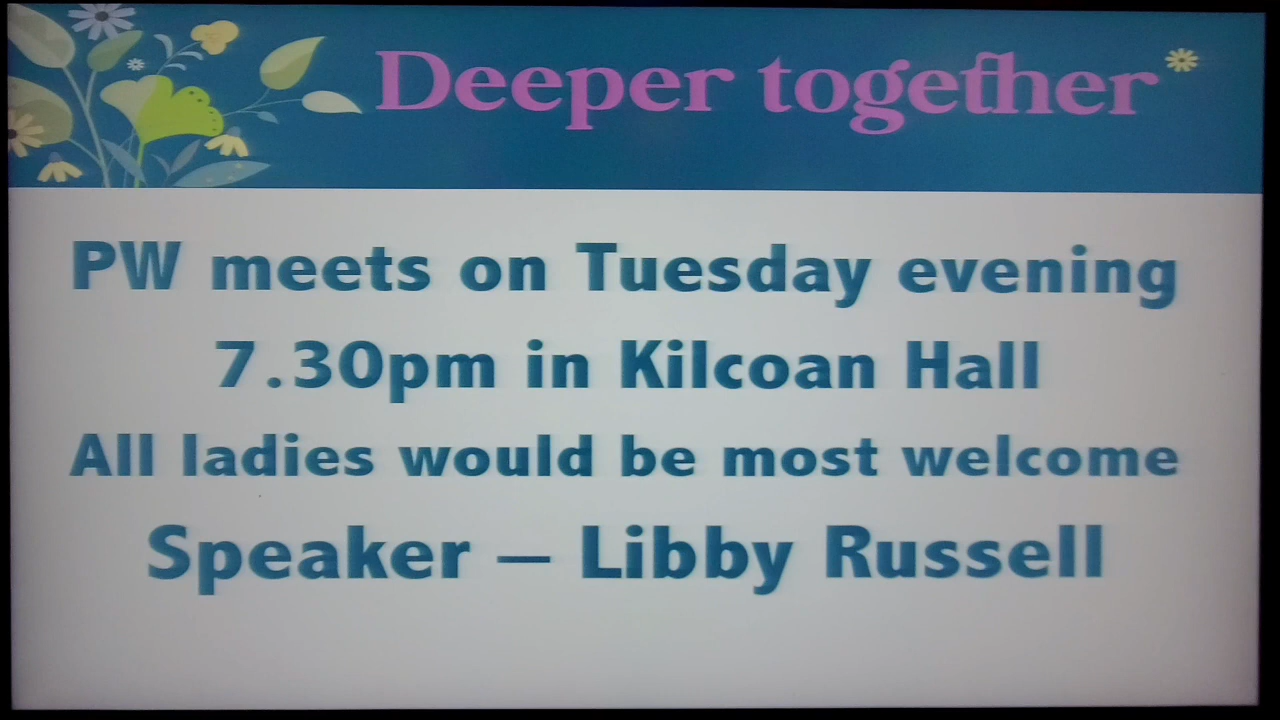 Deeper together
PW meets on Tuesday evening
7.30pm in Kilcoan Hall
All ladies would be most welcome
Speaker – Libby Russell